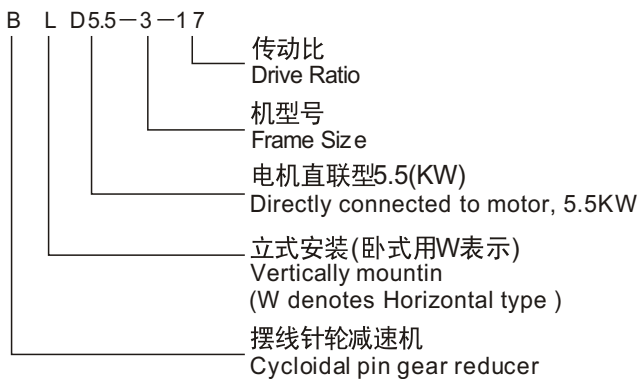 B L D5.5－3－17
传动比
Drive Ratio
机型号
Frame Size
电机直联型5.5(KW)
Directly connected to motor, 5.5KW
立式安装(卧式用W表示)
Vertically mountin
(W denotes Horizontal type )
摆线针轮减速机
Cycloidal pin gear reducer